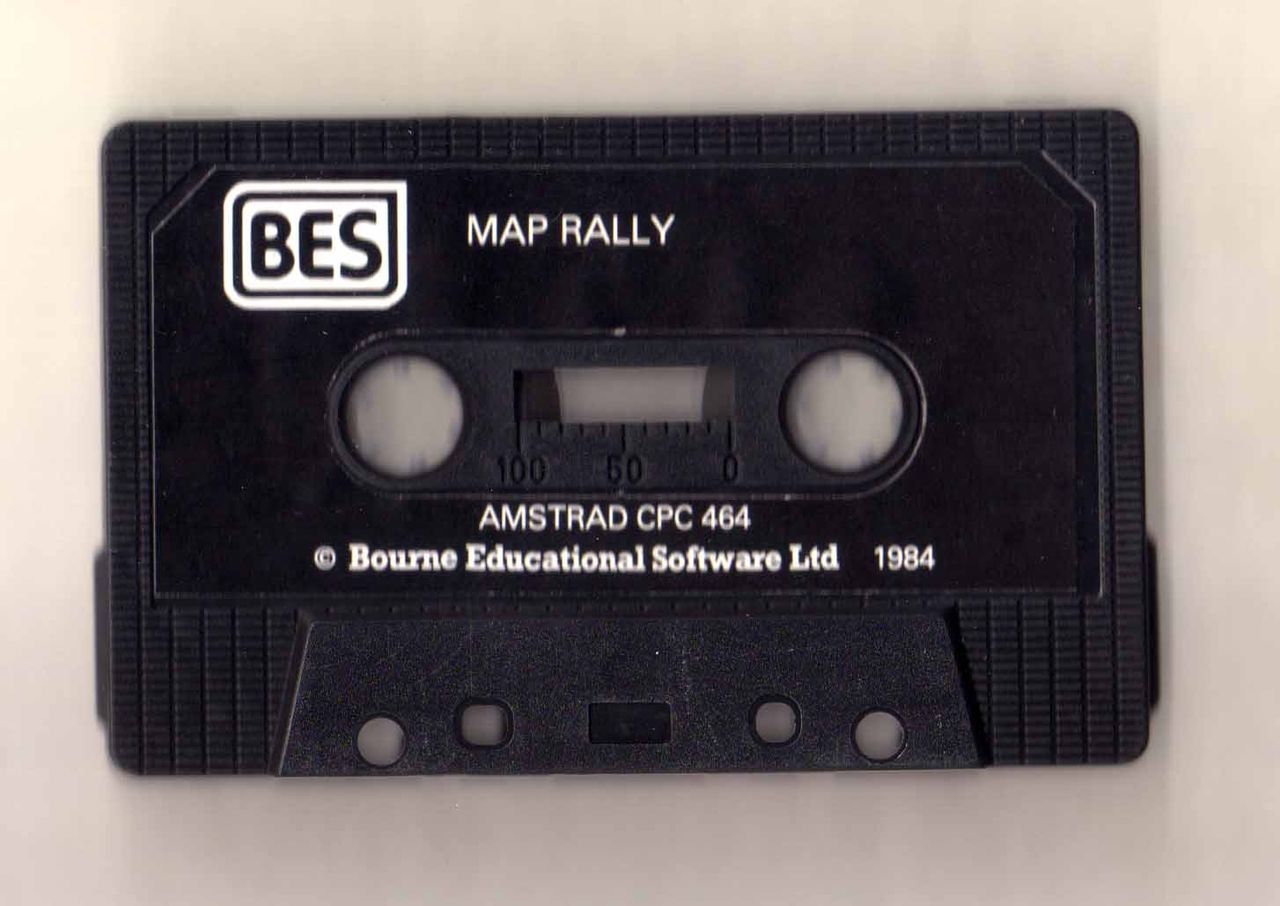 BES
MAP RALLY
100 50 0
AMSTRAD CPC 464
© Bourne Educational Software Ltd 1984